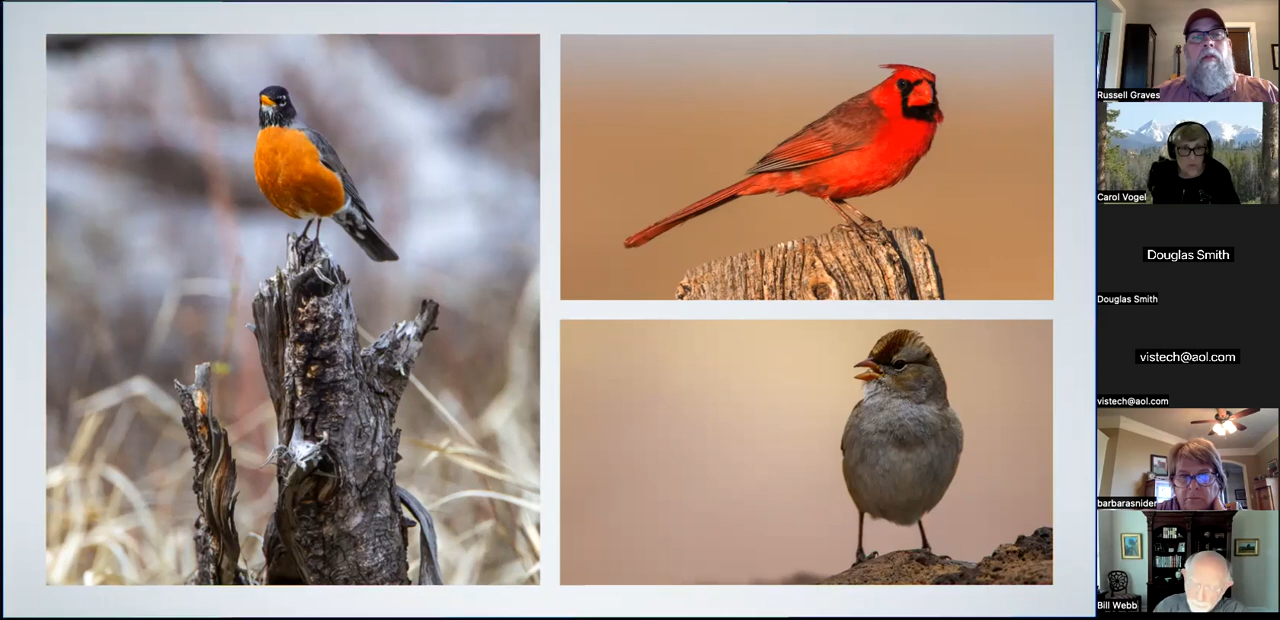 Russell Graves
Carol Vogel
Douglas Smith
Douglas Smith
vistech@aol.com
vistech@aol.com
barbarasnider
Bill Webb